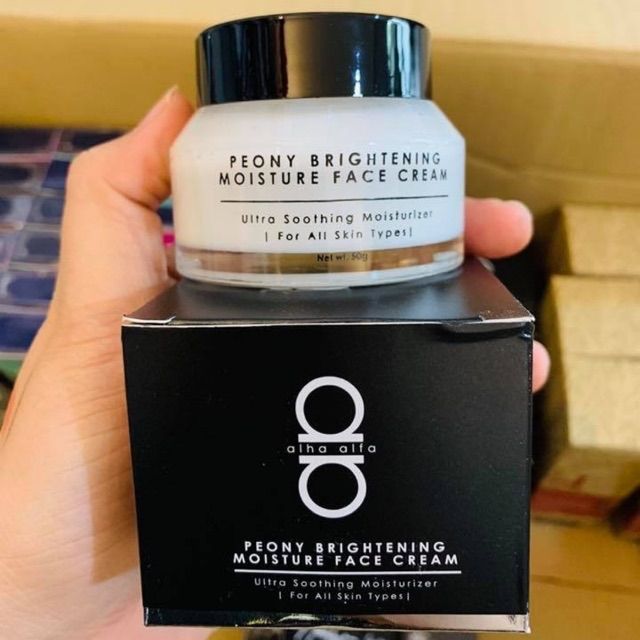 PEONY BRIGHTENING
MOISTURE FACE CREAM
Ultra Soothing Moisturizer
| For All Skin Types|
Net wt. 50g
alha alfa
PEONY BRIGHTENING
MOISTURE FACE CREAM
Ultra Soothing Moisturizer
| For All Skin Types|